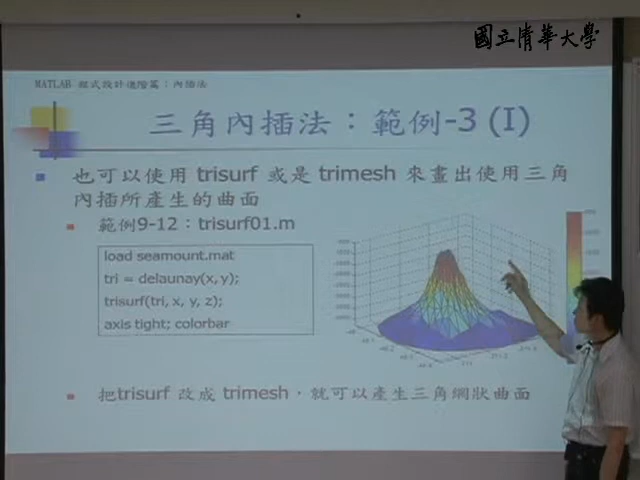 國立清華大學
MATLAB 程式設計進階篇：內插法
三角內插法：範例-3 (I)
也可以使用 trisurf 或是 trimesh 來畫出使用三角
內插所產生的曲面
範例9-12：trisurf01.m
load seamount.mat
tri = delaunay(x, y);
trisurf(tri, x, y, z);
axis tight; colorbar
把trisurf 改成 trimesh，就可以產生三角網狀曲面